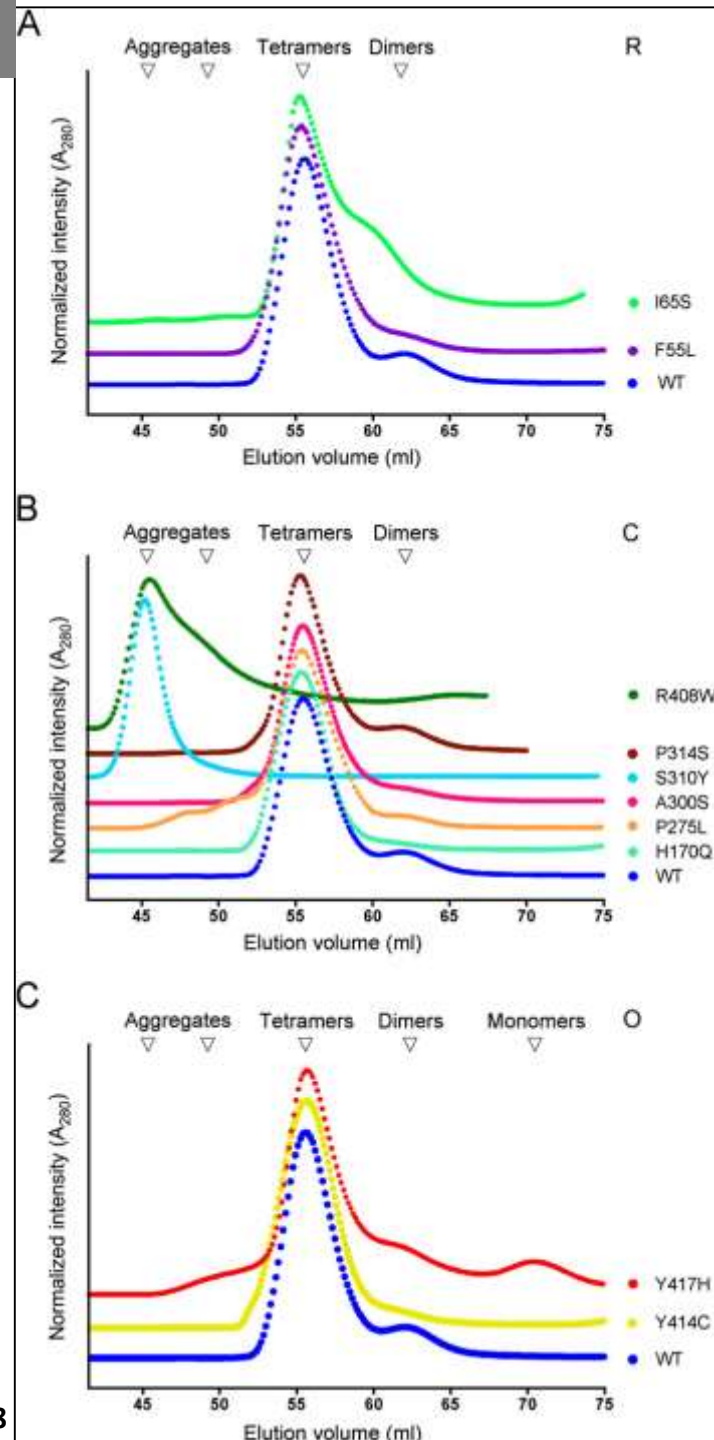 A
Aggregates Tetramers Dimers R
Normalized intensity (A280)
I65S
F55L
WT
45 50 55 60 65 70 75
Elution volume (ml)
B
Aggregates Tetramers Dimers C
Normalized intensity (A280)
R408W
P314S
S310Y
A300S
P275L
H170Q
WT
45 50 55 60 65 70 75
Elution volume (ml)
C
Aggregates Tetramers Dimers Monomers O
Normalized intensity (A280)
Y417H
Y414C
WT
45 50 55 60 65 70 75
Elution volume (ml)